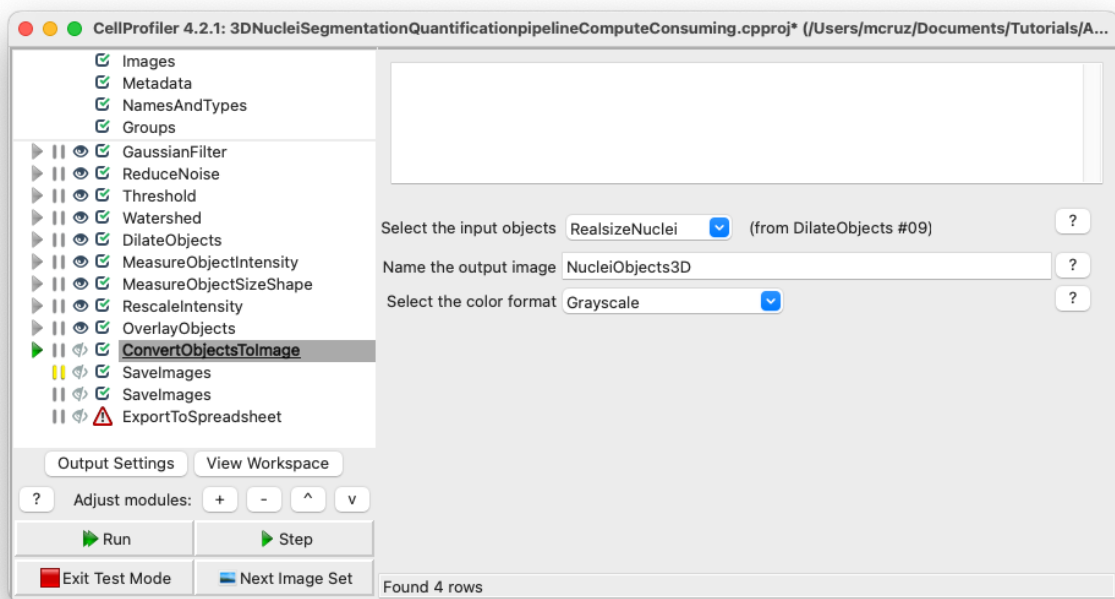 CellProfiler 4.2.1: 3DNucleiSegmentationQuantificationpipelineComputeConsuming.cpproj* (/Users/mcruz/Documents/Tutorials/A...
Images
Metadata
NamesAndTypes
Groups
GaussianFilter
ReduceNoise
Threshold
Watershed
DilateObjects
MeasureObjectIntensity
MeasureObjectSizeShape
RescaleIntensity
OverlayObjects
ConvertObjectsToImage
SaveImages
SaveImages
ExportToSpreadsheet
Output Settings View Workspace
? Adjust modules: + - ^ v
Run Step
Exit Test Mode Next Image Set
Select the input objects RealsizeNuclei (from DilateObjects #09) ?
Name the output image NucleiObjects3D ?
Select the color format Grayscale ?
Found 4 rows